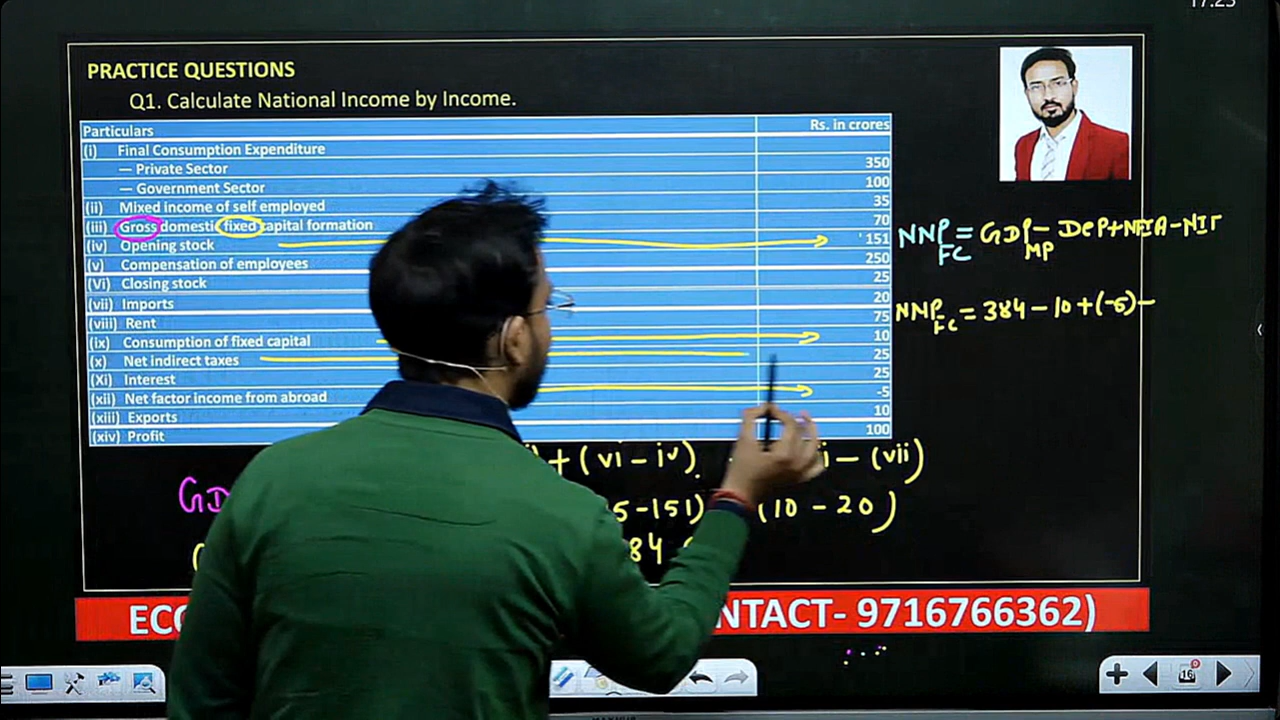 17:23
PRACTICE QUESTIONS
Q1. Calculate National Income by Income.
Particulars Rs. in crores
(i) Final Consumption Expenditure
— Private Sector 350
— Government Sector 100
(ii) Mixed income of self employed 35
(iii) Gross domesti fixed capital formation 70
(iv) Opening stock 151
(v) Compensation of employees 250
(Vi) Closing stock 25
(vii) Imports 20
(viii) Rent 75
(ix) Consumption of fixed capital 10
(x) Net indirect taxes 25
(Xi) Interest 25
(xii) Net factor income from abroad -5
(xiii) Exports 10
(xiv) Profit 100
NNP FC = GDP MP - DEP + NFIA - NIT
NNP FC = 384 - 10 + (-5) -
+ (vi - iv) - (vii)
GD 5-151) (10 - 20)
84
ECO NTACT- 9716766362)
16